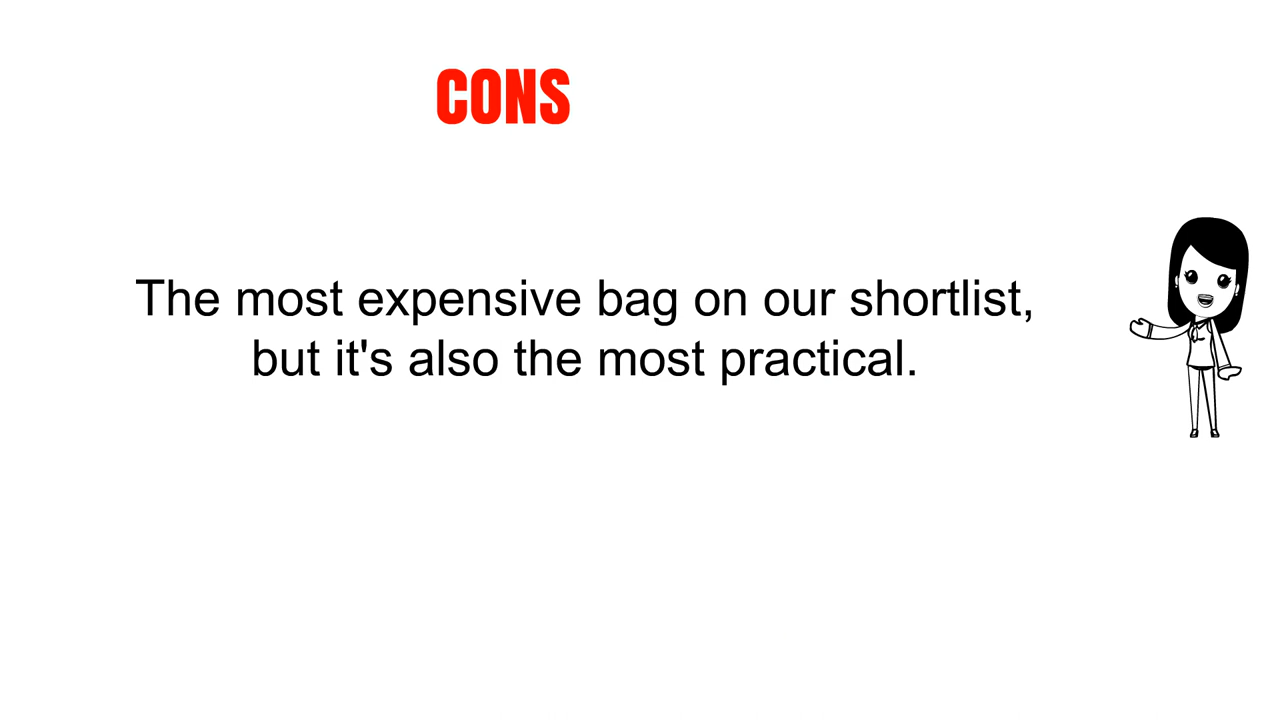 CONS
The most expensive bag on our shortlist,
but it's also the most practical.